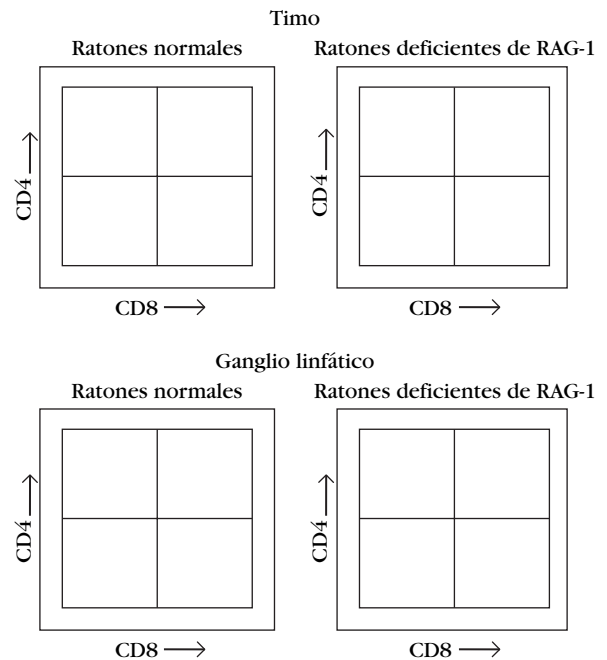 Timo
Ratones normales Ratones deficientes de RAG-1
CD4 CD4
CD8 CD8
Ganglio linfático
Ratones normales Ratones deficientes de RAG-1
CD4 CD4
CD8 CD8